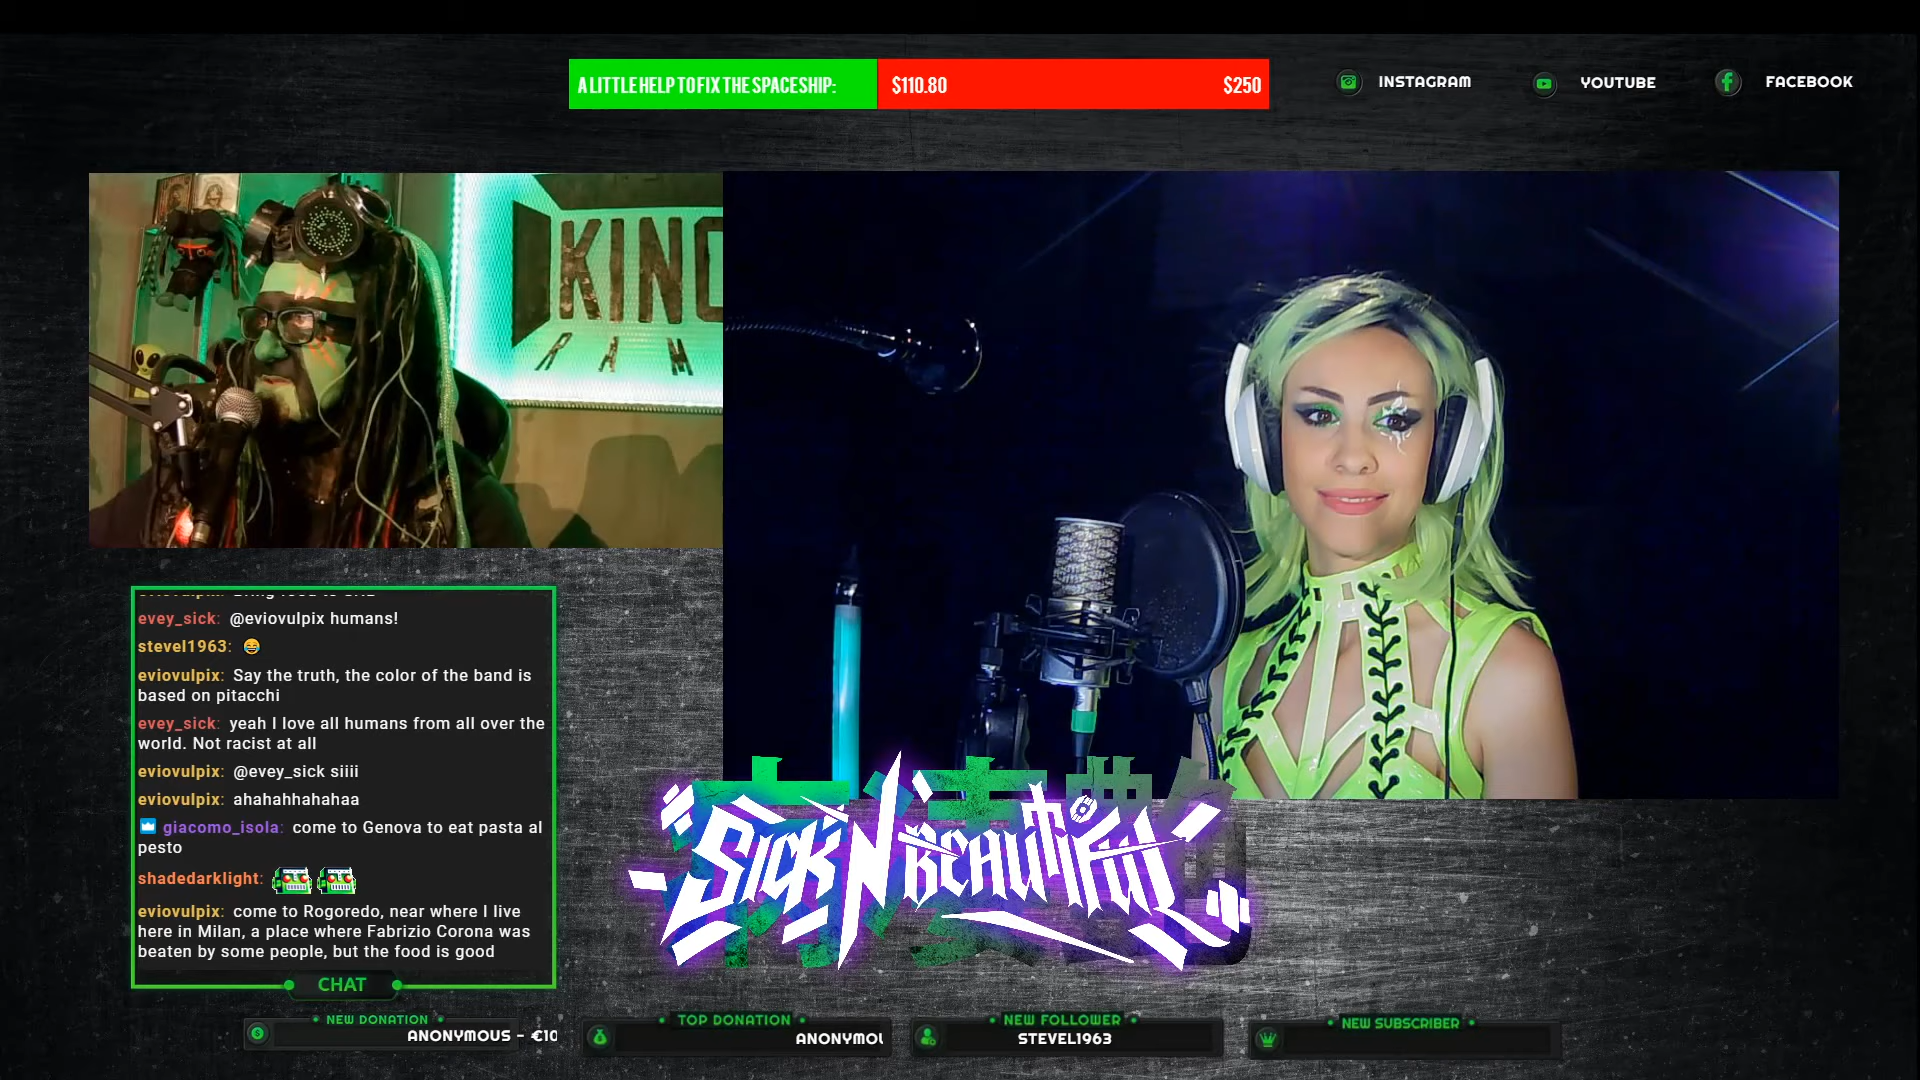 A LITTLE HELP TO FIX THE SPACESHIP:
$110.80
$250
INSTAGRAM
YOUTUBE
FACEBOOK
evey_sick: @eviovulpix humans!
stevel1963: 😂
eviovulpix: Say the truth, the color of the band is
based on pitacchi
evey_sick: yeah I love all humans from all over the
world. Not racist at all
eviovulpix: @evey_sick siiii
eviovulpix: ahahahhahahaa
giacomo_isola: come to Genova to eat pasta al
pesto
shadedarklight:
eviovulpix: come to Rogoredo, near where I live
here in Milan, a place where Fabrizio Corona was
beaten by some people, but the food is good
CHAT
SICK N BEAUTIFUL
NEW DONATION
ANONYMOUS - €10
TOP DONATION
NEW FOLLOWER
STEVEL1963
NEW SUBSCRIBER